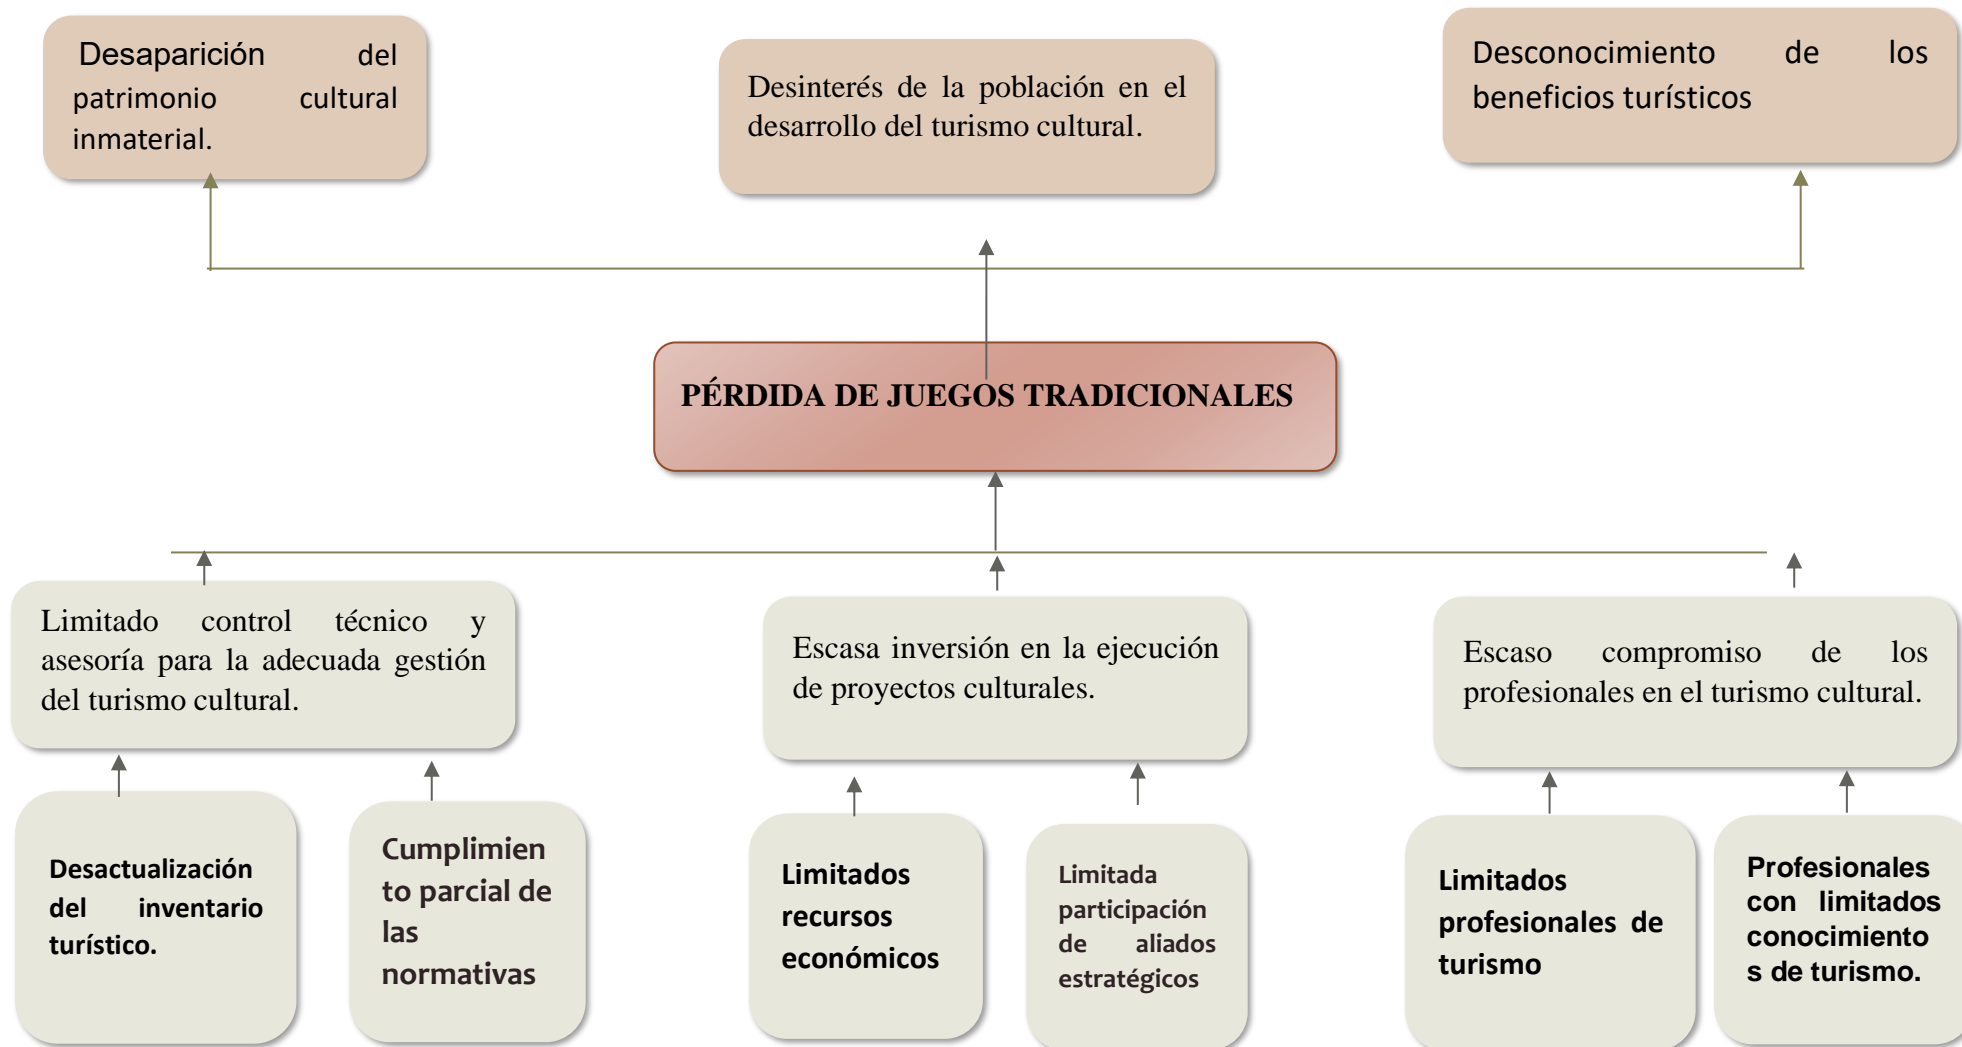 Desaparición del
patrimonio cultural
inmaterial.
Desinterés de la población en el
desarrollo del turismo cultural.
Desconocimiento de los
beneficios turísticos
PÉRDIDA DE JUEGOS TRADICIONALES
Limitado control técnico y
asesoría para la adecuada gestión
del turismo cultural.
Escasa inversión en la ejecución
de proyectos culturales.
Escaso compromiso de los
profesionales en el turismo cultural.
Desactualización
del inventario
turístico.
Cumplimien
to parcial de
las
normativas
Limitados
recursos
económicos
Limitada
participación
de aliados
estratégicos
Limitados
profesionales de
turismo
Profesionales
con limitados
conocimiento
s de turismo.